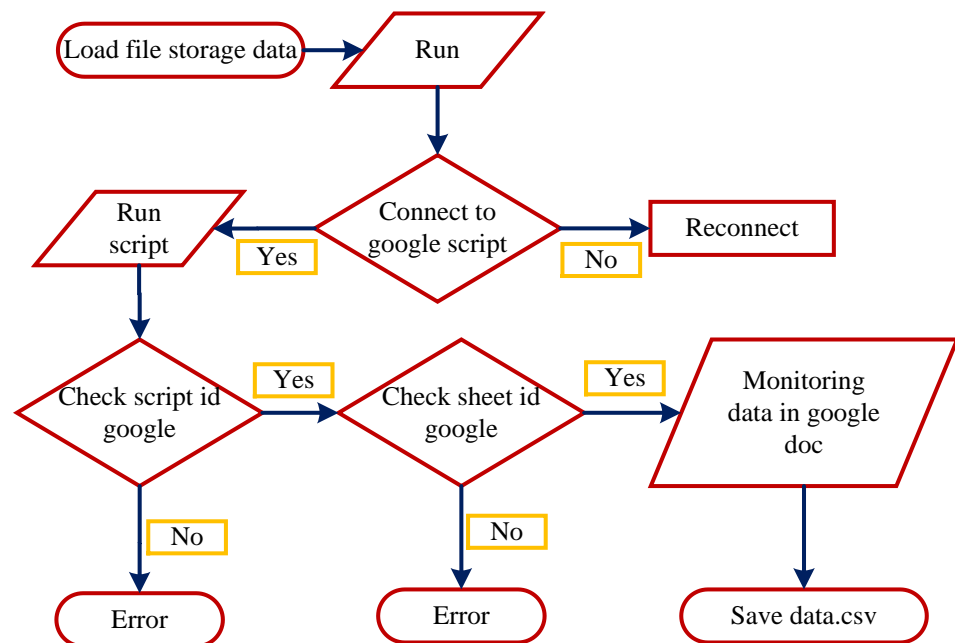 Load file storage data
Run
Connect to
google script
Run
script
Yes
No
Reconnect
Check script id
google
Yes
Check sheet id
google
Yes
Monitoring
data in google
doc
No
No
Error
Error
Save data.csv